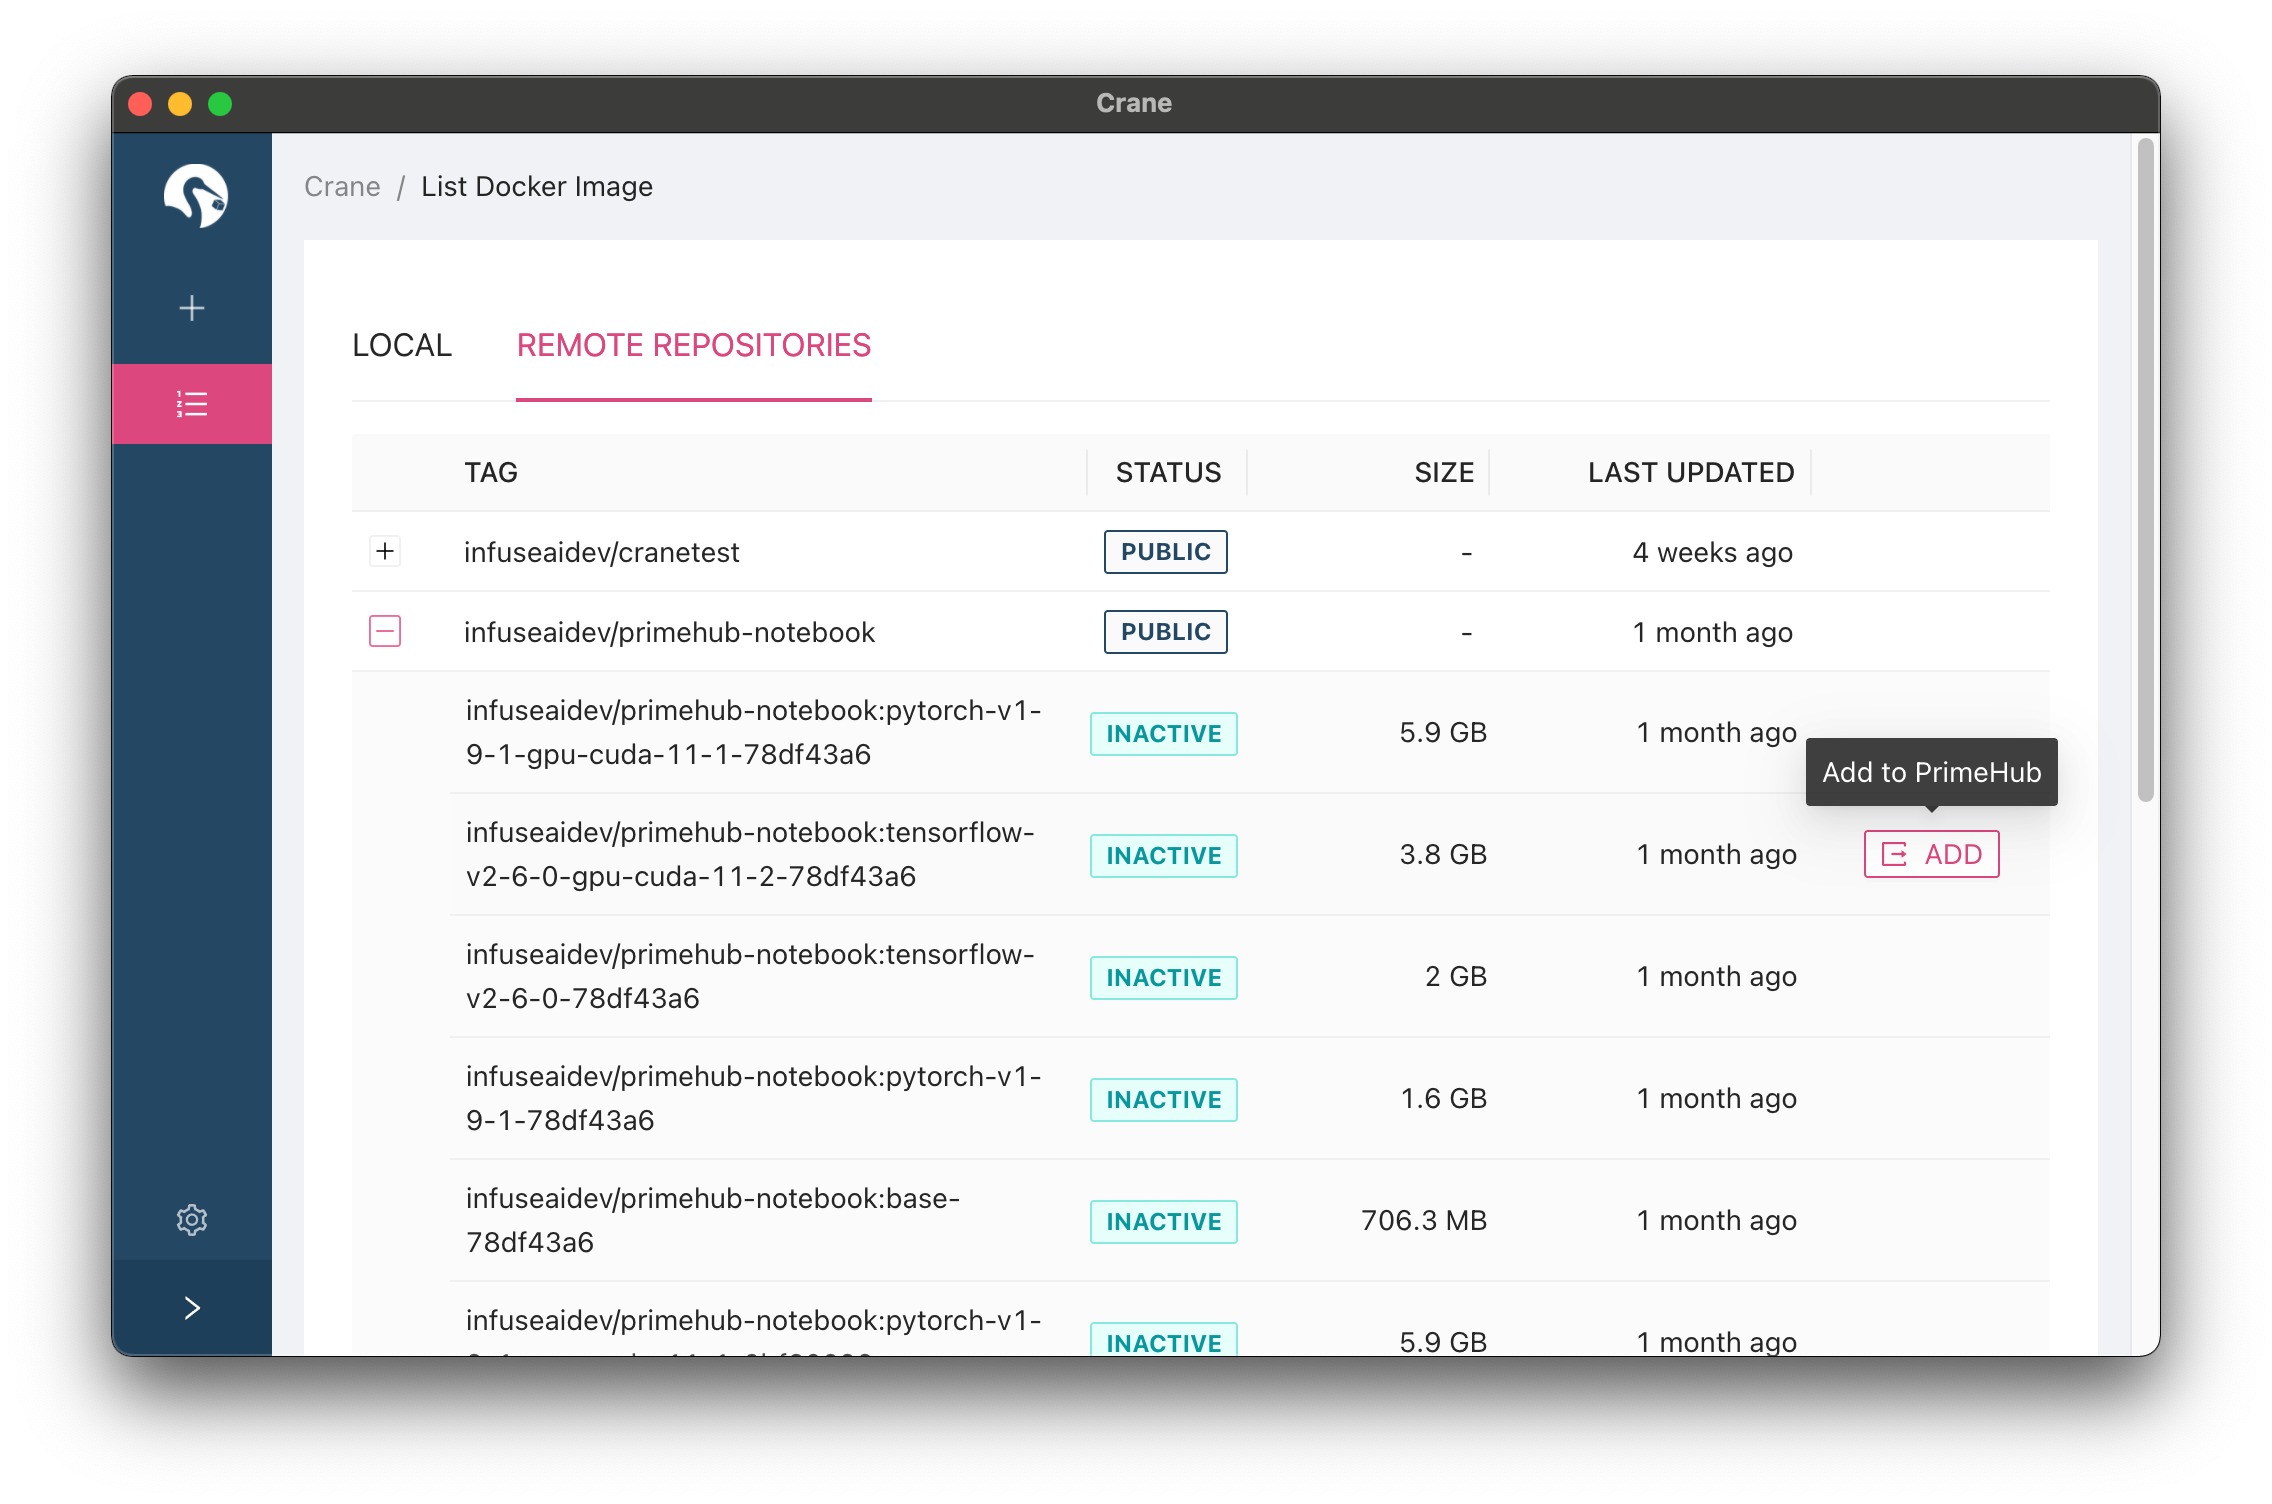 Crane
Crane / List Docker Image
LOCAL REMOTE REPOSITORIES
TAG STATUS SIZE LAST UPDATED
infuseaidev/cranetest PUBLIC - 4 weeks ago
infuseaidev/primehub-notebook PUBLIC - 1 month ago
infuseaidev/primehub-notebook:pytorch-v1-
9-1-gpu-cuda-11-1-78df43a6 INACTIVE 5.9 GB 1 month ago
Add to PrimeHub
infuseaidev/primehub-notebook:tensorflow-
v2-6-0-gpu-cuda-11-2-78df43a6 INACTIVE 3.8 GB 1 month ago ADD
infuseaidev/primehub-notebook:tensorflow-
v2-6-0-78df43a6 INACTIVE 2 GB 1 month ago
infuseaidev/primehub-notebook:pytorch-v1-
9-1-78df43a6 INACTIVE 1.6 GB 1 month ago
infuseaidev/primehub-notebook:base-
78df43a6 INACTIVE 706.3 MB 1 month ago
infuseaidev/primehub-notebook:pytorch-v1-
INACTIVE 5.9 GB 1 month ago